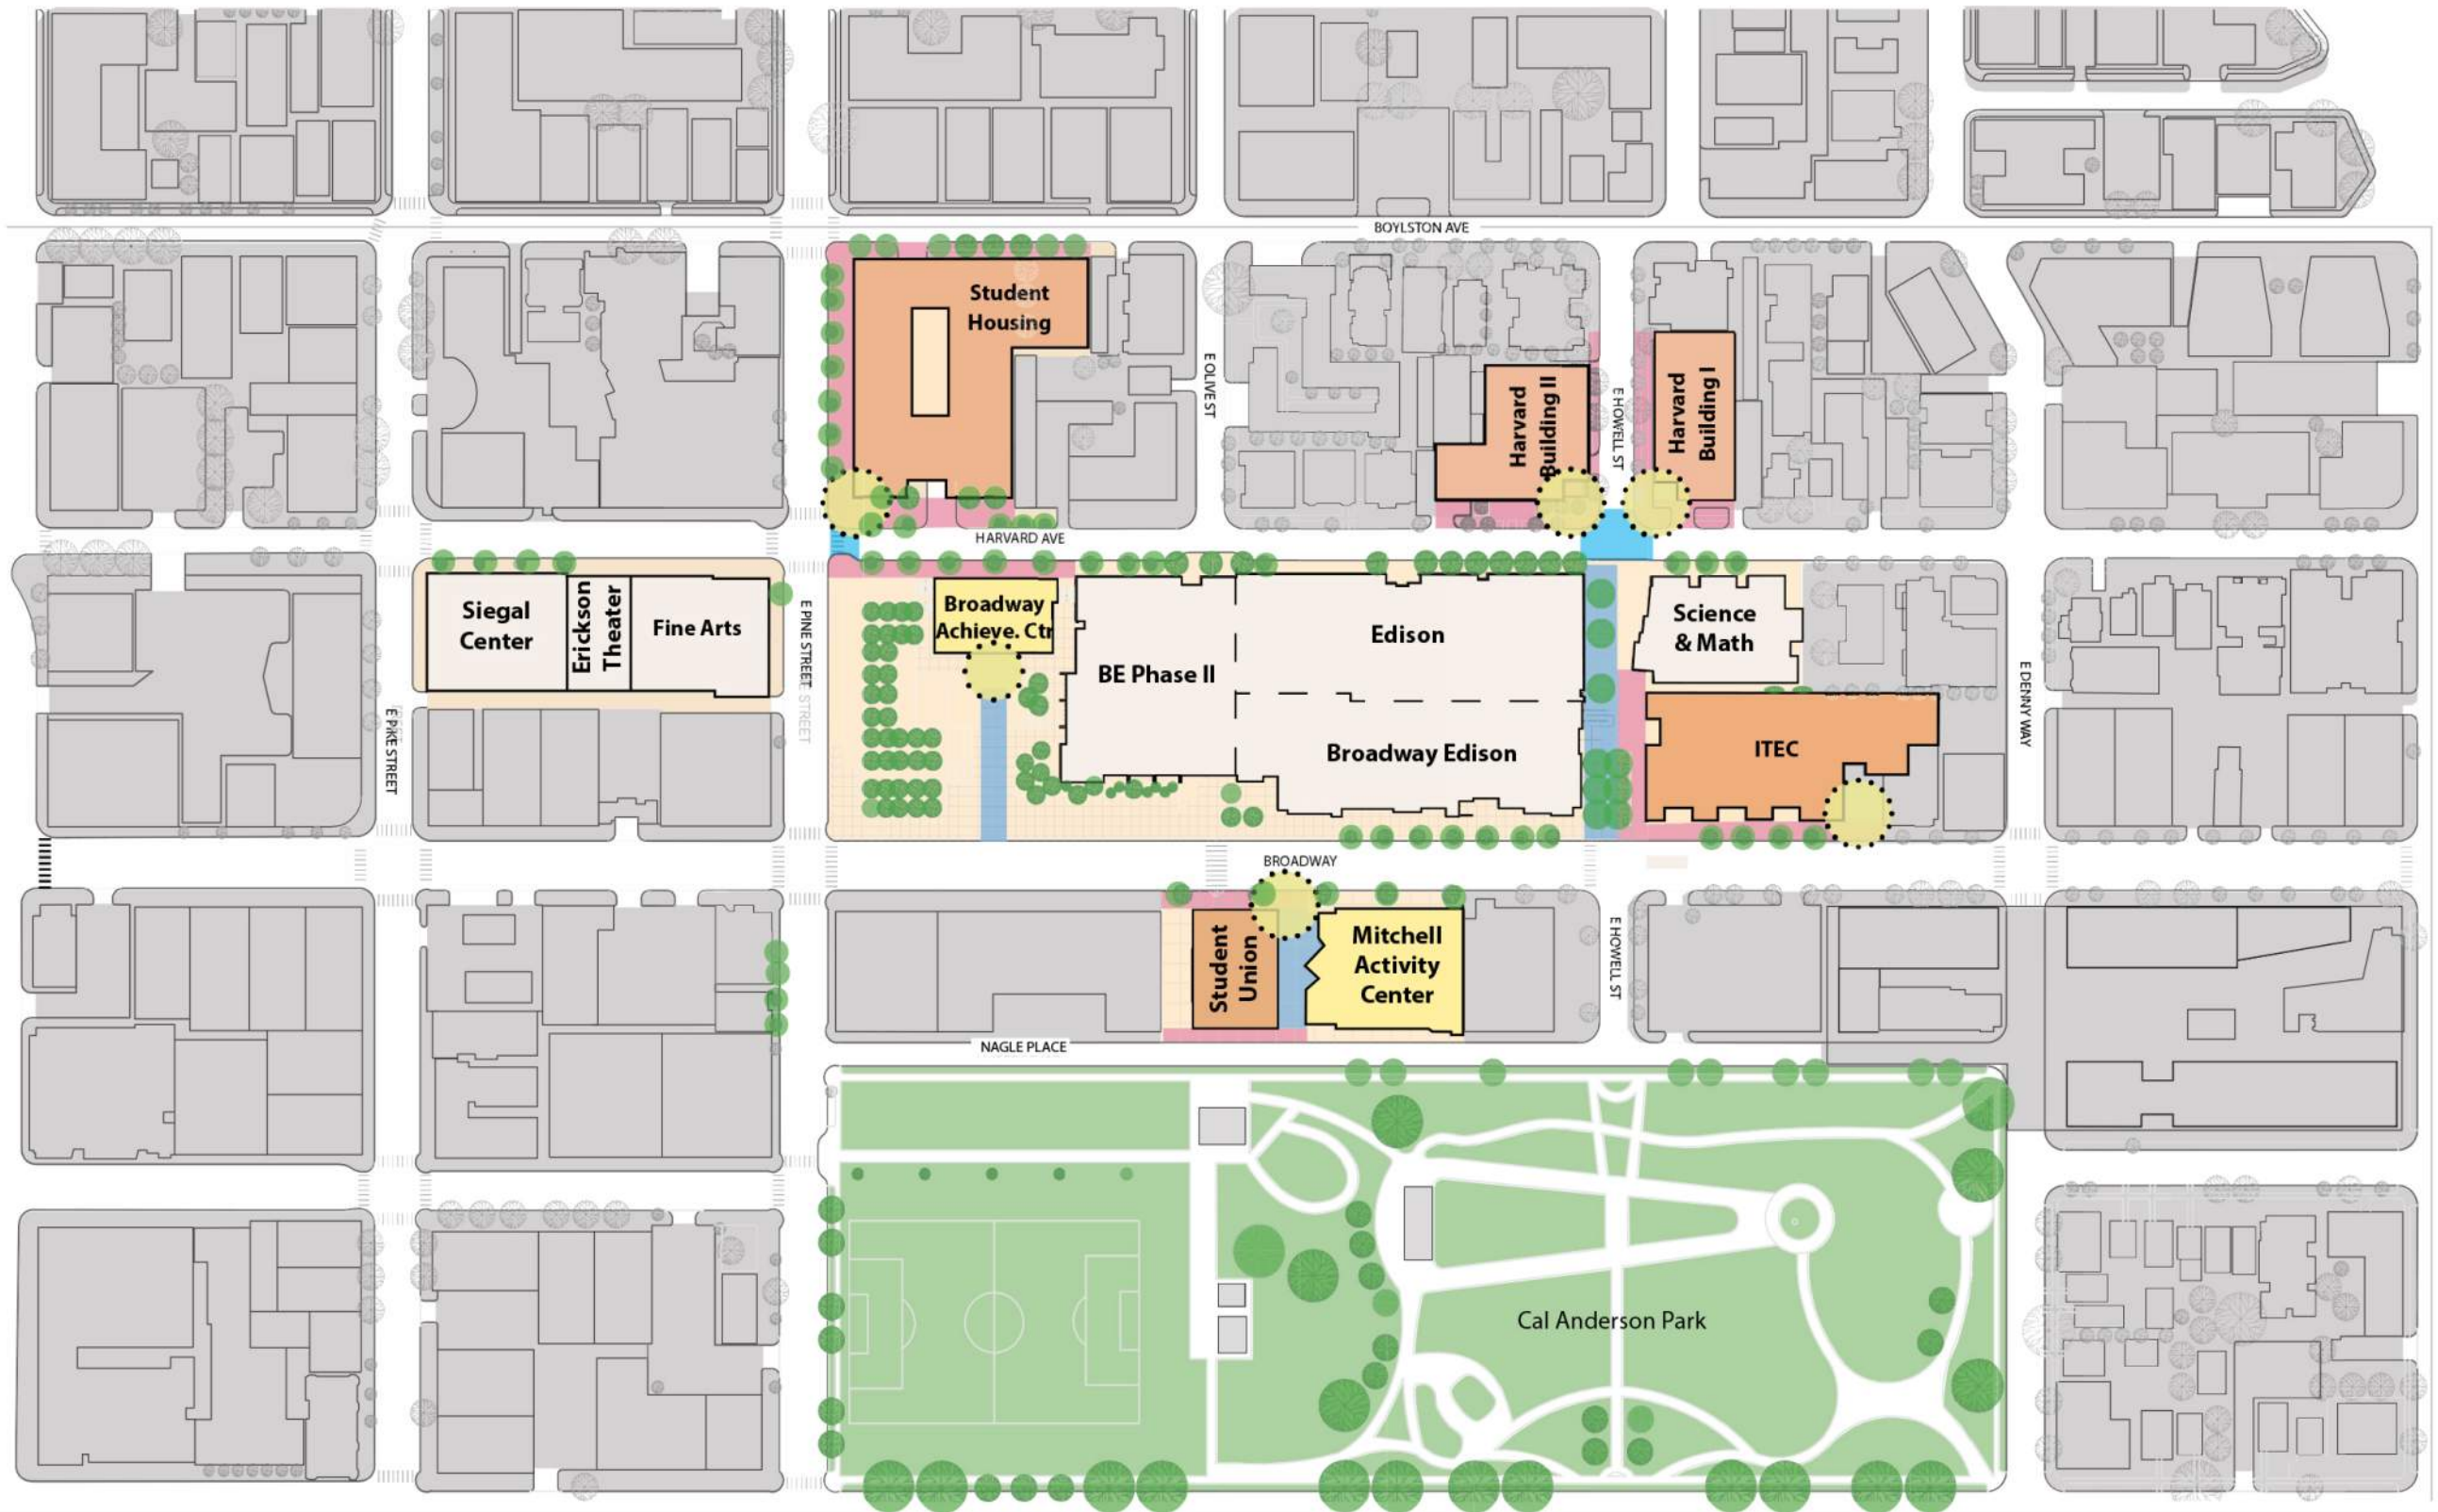 BOYLSTON AVE
Student
Housing
E OLIVE ST
Harvard
Building II
E HOWELL ST
Harvard
Building I
HARVARD AVE
Siegal
Center
Erickson
Theater
Fine Arts
E PINE STREET
STREET
Broadway
Achieve. Ctr
BE Phase II
Edison
Broadway Edison
Science
& Math
ITEC
E DENNY WAY
E PIKE STREET
BROADWAY
Student
Union
Mitchell
Activity
Center
E HOWELL ST
NAGLE PLACE
Cal Anderson Park